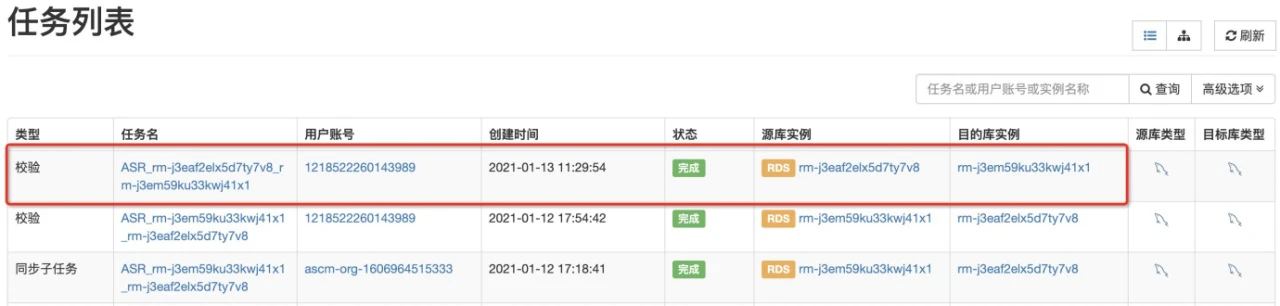 任务列表
刷新
任务名或用户账号或实例名称 查询 高级选项
类型 任务名 用户账号 创建时间 状态 源库实例 目的库实例 源库类型 目标库类型
校验 ASR_rm-j3eaf2elx5d7ty7v8_r 1218522260143989 2021-01-13 11:29:54 完成 RDS rm-j3eaf2elx5d7ty7v8 rm-j3em59ku33kwj41x1
m-j3em59ku33kwj41x1
校验 ASR_rm-j3em59ku33kwj41x1 1218522260143989 2021-01-12 17:54:42 完成 RDS rm-j3em59ku33kwj41x1 rm-j3eaf2elx5d7ty7v8
_rm-j3eaf2elx5d7ty7v8
同步子任务 ASR_rm-j3em59ku33kwj41x1 ascm-org-1606964515333 2021-01-12 17:18:41 完成 RDS rm-j3em59ku33kwj41x1 rm-j3eaf2elx5d7ty7v8
_rm-j3eaf2elx5d7ty7v8